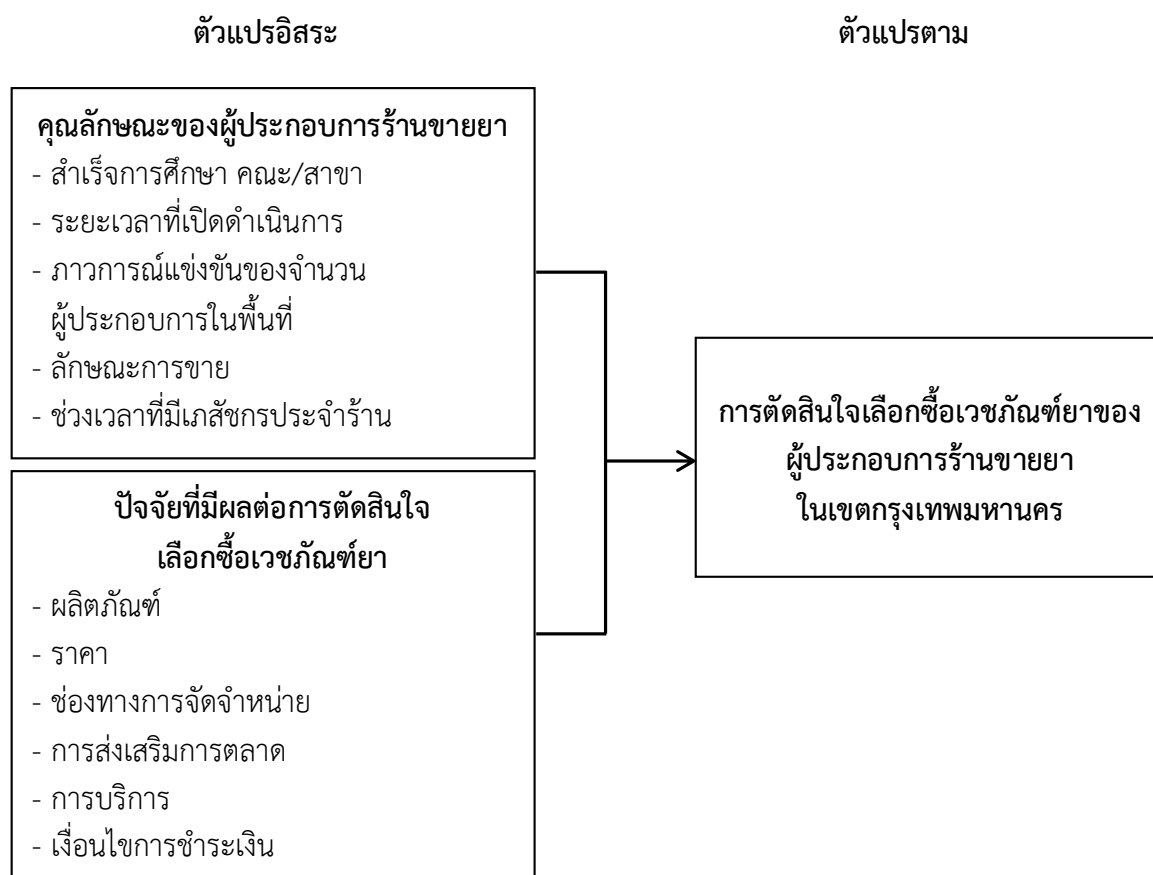 ตัวแปรอิสระ
ตัวแปรตาม
คุณลักษณะของผู้ประกอบการร้านขายยา
- สำเร็จการศึกษา คณะ/สาขา
- ระยะเวลาที่เปิดดำเนินการ
- ภาวการณ์แข่งขันของจำนวน
ผู้ประกอบการในพื้นที่
- ลักษณะการขาย
- ช่วงเวลาที่มีเภสัชกรประจำร้าน
ปัจจัยที่มีผลต่อการตัดสินใจ
เลือกซื้อเวชภัณฑ์ยา
- ผลิตภัณฑ์
- ราคา
- ช่องทางการจัดจำหน่าย
- การส่งเสริมการตลาด
- การบริการ
- เงื่อนไขการชำระเงิน
การตัดสินใจเลือกซื้อเวชภัณฑ์ยาของ
ผู้ประกอบการร้านขายยา
ในเขตกรุงเทพมหานคร